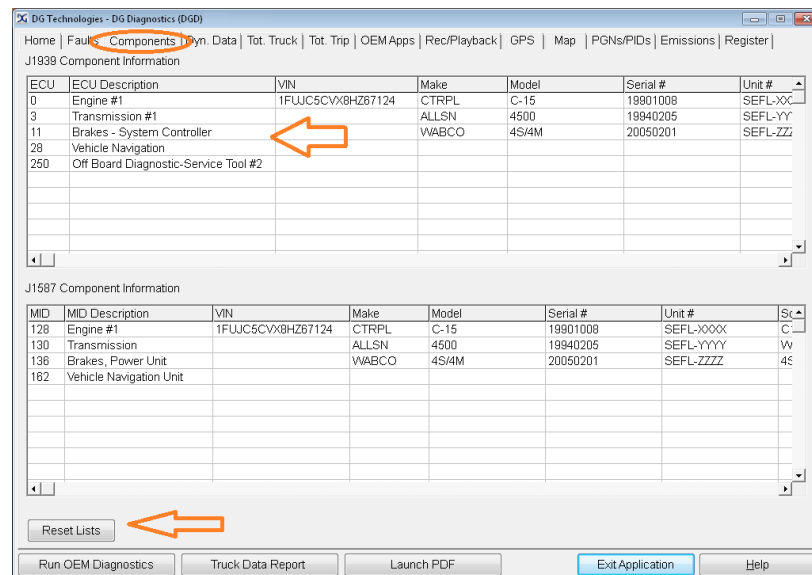 DG Technologies - DG Diagnostics (DGD)
Home | Faults Components Dyn. Data | Tot. Truck | Tot. Trip | OEM Apps | Rec/Playback | GPS | Map | PGNs/PIDs | Emissions | Register |
J1939 Component Information
ECU ECU Description VIN Make Model Serial # Unit #
0 Engine #1 1FUJC5CVX8HZ67124 CTRPL C-15 19901008 SEFL-XXX
3 Transmission #1 ALLSN 4500 19940205 SEFL-YY
11 Brakes - System Controller WABCO 4S/4M 20050201 SEFL-ZZZ
28 Vehicle Navigation
250 Off Board Diagnostic-Service Tool #2
J1587 Component Information
MID MID Description VIN Make Model Serial # Unit #
128 Engine #1 1FUJC5CVX8HZ67124 CTRPL C-15 19901008 SEFL-XXXX
130 Transmission ALLSN 4500 19940205 SEFL-YYYY
136 Brakes, Power Unit WABCO 4S/4M 20050201 SEFL-ZZZZ 4S
162 Vehicle Navigation Unit
Reset Lists
Run OEM Diagnostics Truck Data Report Launch PDF Exit Application Help